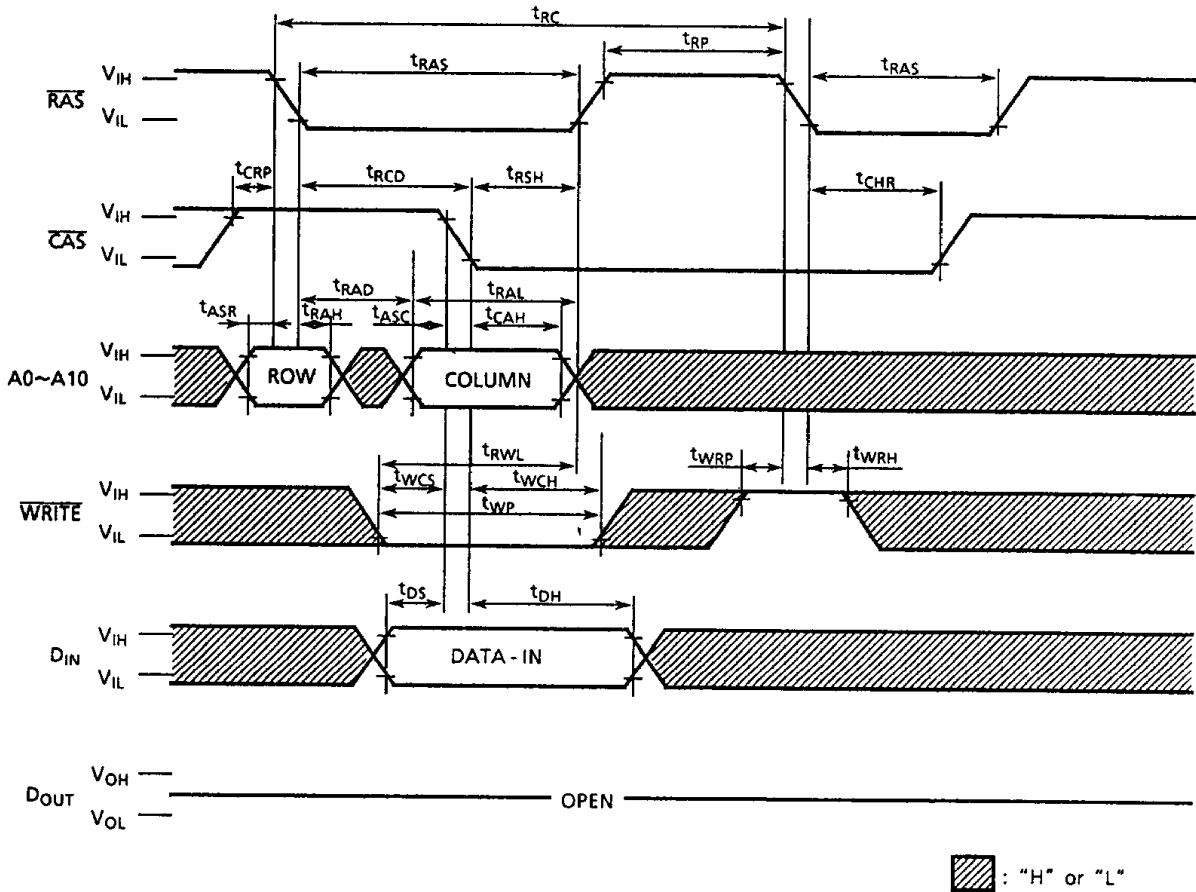 tRC
tRP
tRAS
tRAS
VIH
RAS
VIL
tCRP
tRCD
tRSH
tCHR
VIH
CAS
VIL
tRAD
tRAL
tASR
tRAH
tASC
tCAH
VIH
A0~A10
ROW
COLUMN
VIL
tRWL
tWRP
tWRH
tWCS
tWCH
VIH
WRITE
tWP
VIL
tDS
tDH
VIH
DIN
DATA - IN
VIL
VOH
DOUT
OPEN
VOL
: "H" or "L"